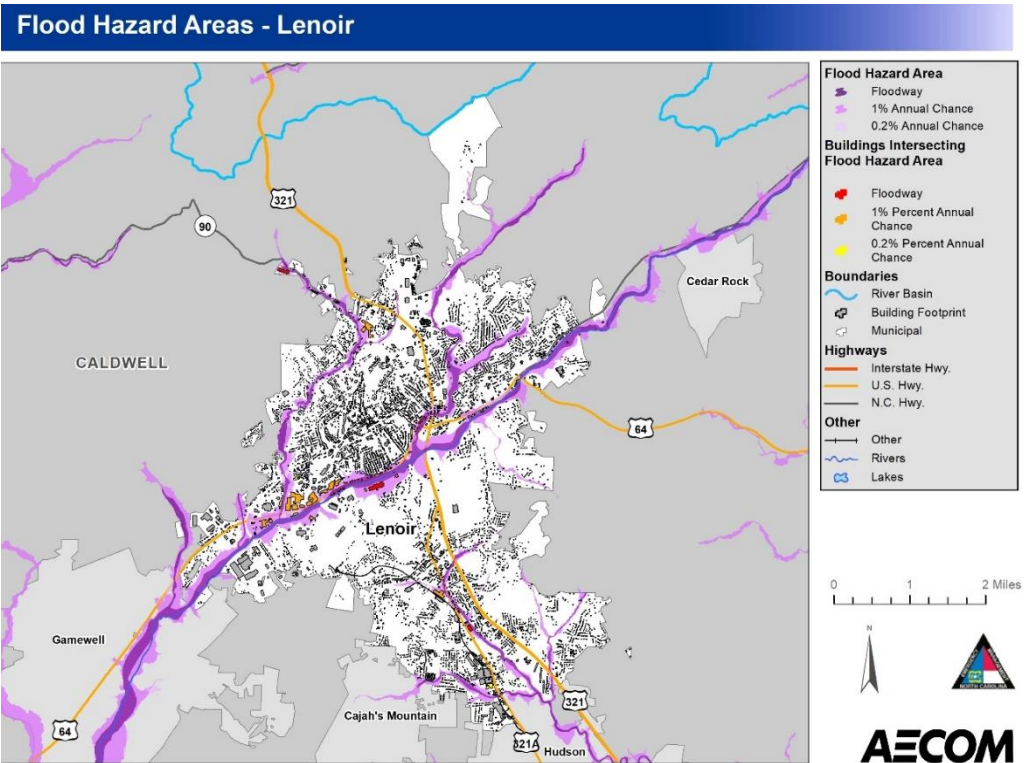 Flood Hazard Areas - Lenoir
321
90
Cedar Rock
CALDWELL
64
Lenoir
Gamewell
64
Cajah's Mountain
321
321A
Hudson
Flood Hazard Area
Floodway
1% Annual Chance
0.2% Annual Chance
Buildings Intersecting
Flood Hazard Area
Floodway
1% Percent Annual
Chance
0.2% Percent Annual
Chance
Boundaries
River Basin
Building Footprint
Municipal
Highways
Interstate Hwy.
U.S. Hwy.
N.C. Hwy.
Other
Other
Rivers
Lakes
0 1 2 Miles
N
NORTH CAROLINA
AECOM